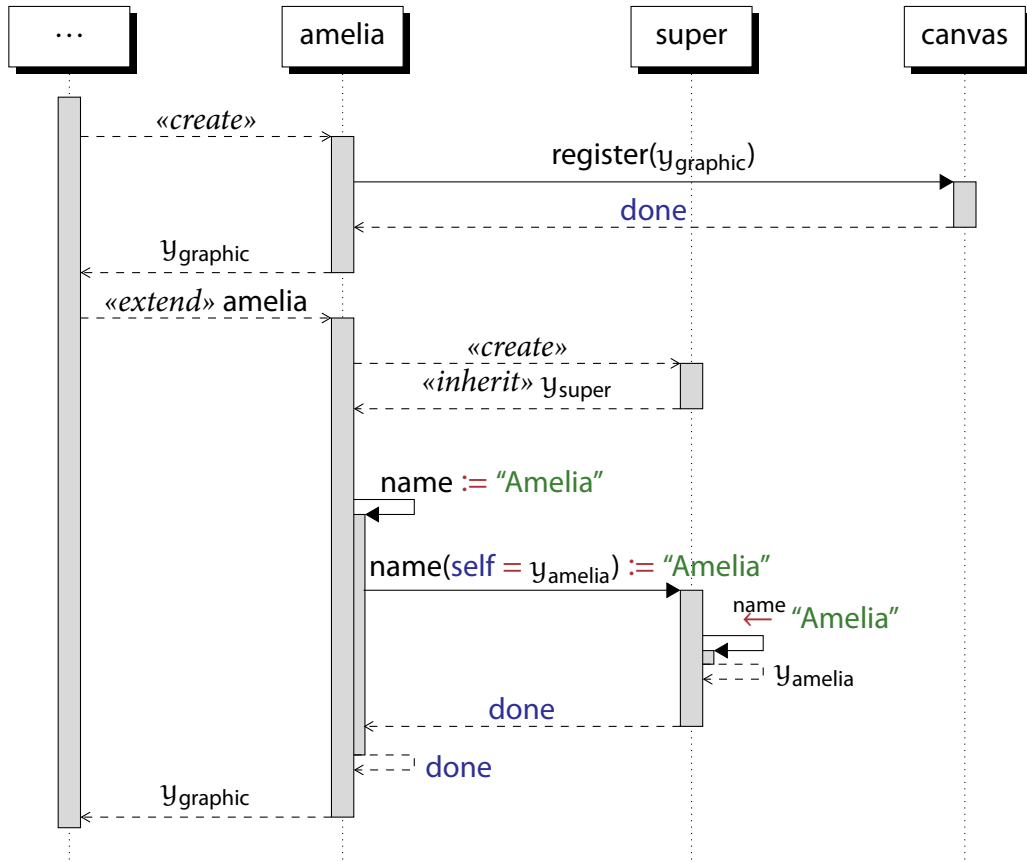 ...
amelia
super
canvas
«create»
register(y_graphic)
done
y_graphic
«extend» amelia
«create»
«inherit» y_super
name := “Amelia”
name(self = y_amelia) := “Amelia”
name
← “Amelia”
y_amelia
done
done
y_graphic